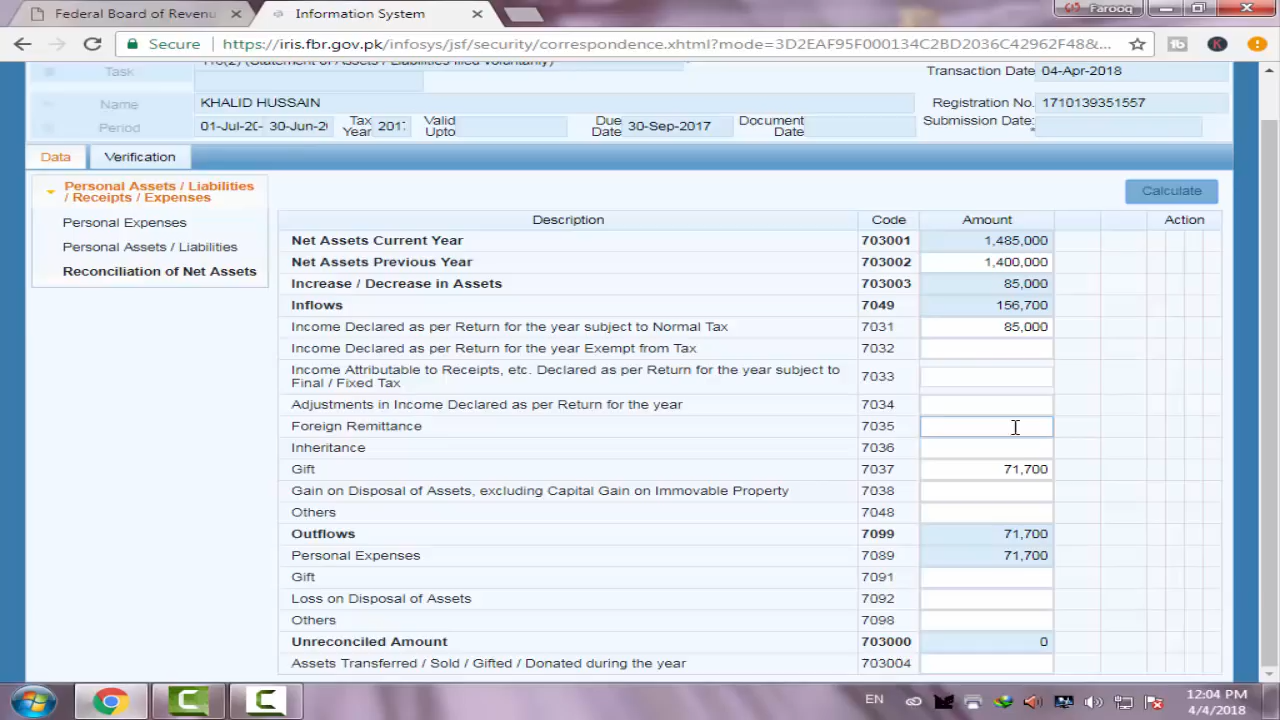 Federal Board of Revenu
Information System
Farooq
Secure
https://iris.fbr.gov.pk/infosys/jsf/security/correspondence.xhtml?mode=3D2EAF95F000134C2BD2036C42962F48&...
Task
(Statement of Assets / Liabilities filed voluntarily)
Transaction Date 04-Apr-2018
Name KHALID HUSSAIN
Registration No. 1710139351557
Period 01-Jul-20- 30-Jun-20
Tax Year 2017
Valid Upto
Due Date 30-Sep-2017
Document Date
Submission Date: *
Data Verification
Personal Assets / Liabilities
/ Receipts / Expenses
Personal Expenses
Personal Assets / Liabilities
Reconciliation of Net Assets
Calculate
Description Code Amount Action
Net Assets Current Year 703001 1,485,000
Net Assets Previous Year 703002 1,400,000
Increase / Decrease in Assets 703003 85,000
Inflows 7049 156,700
Income Declared as per Return for the year subject to Normal Tax 7031 85,000
Income Declared as per Return for the year Exempt from Tax 7032
Income Attributable to Receipts, etc. Declared as per Return for the year subject to
Final / Fixed Tax 7033
Adjustments in Income Declared as per Return for the year 7034
Foreign Remittance 7035
Inheritance 7036
Gift 7037 71,700
Gain on Disposal of Assets, excluding Capital Gain on Immovable Property 7038
Others 7048
Outflows 7099 71,700
Personal Expenses 7089 71,700
Gift 7091
Loss on Disposal of Assets 7092
Others 7098
Unreconciled Amount 703000 0
Assets Transferred / Sold / Gifted / Donated during the year 703004
EN
12:04 PM
4/4/2018